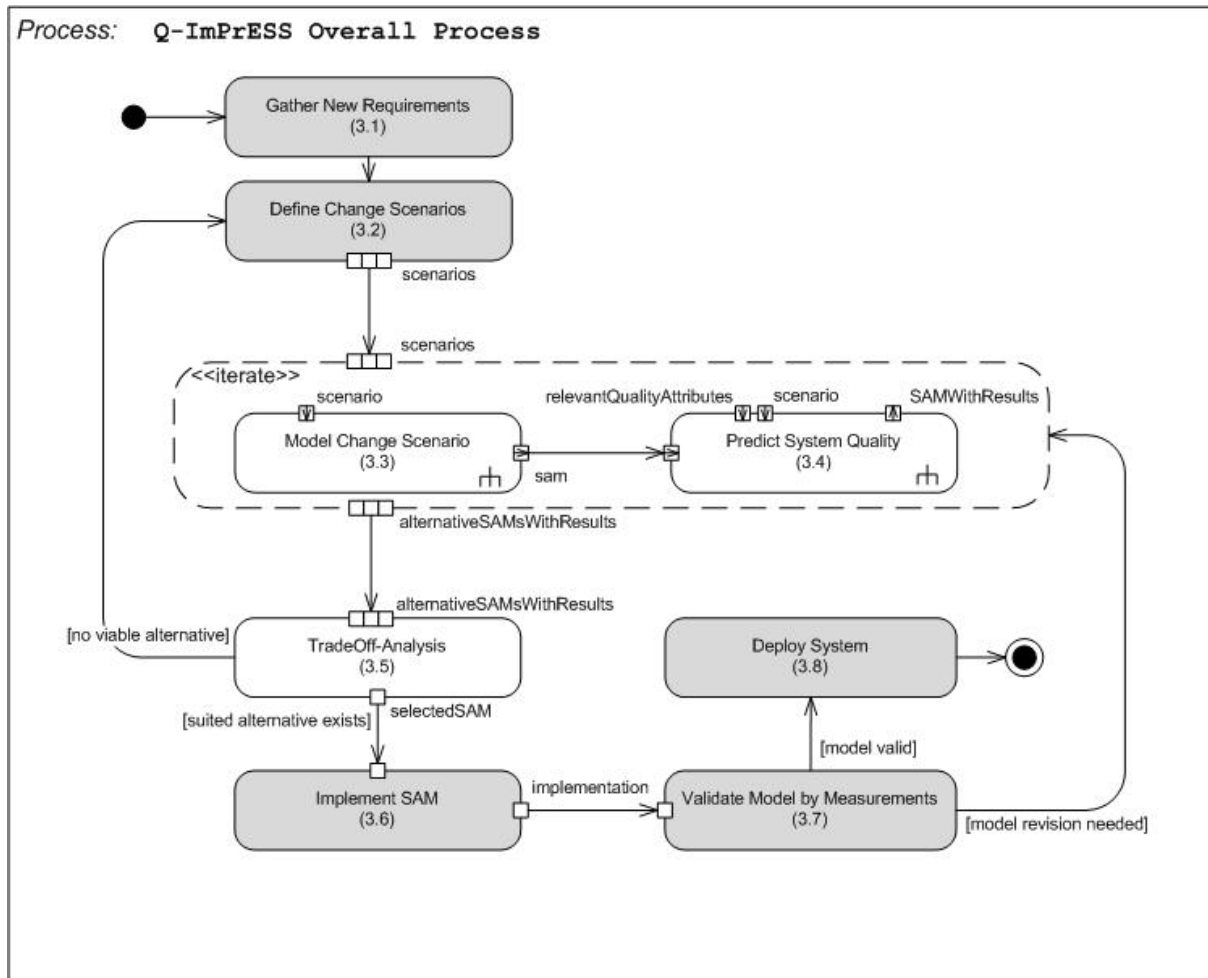 Process: Q-ImPrESS Overall Process
Gather New Requirements
(3.1)
Define Change Scenarios
(3.2)
scenarios
scenarios
<<iterate>>
scenario
relevantQualityAttributes
scenario
SAMWithResults
Model Change Scenario
(3.3)
sam
Predict System Quality
(3.4)
alternativeSAMsWithResults
alternativeSAMsWithResults
[no viable alternative]
TradeOff-Analysis
(3.5)
Deploy System
(3.8)
selectedSAM
[suited alternative exists]
[model valid]
Implement SAM
(3.6)
implementation
Validate Model by Measurements
(3.7)
[model revision needed]